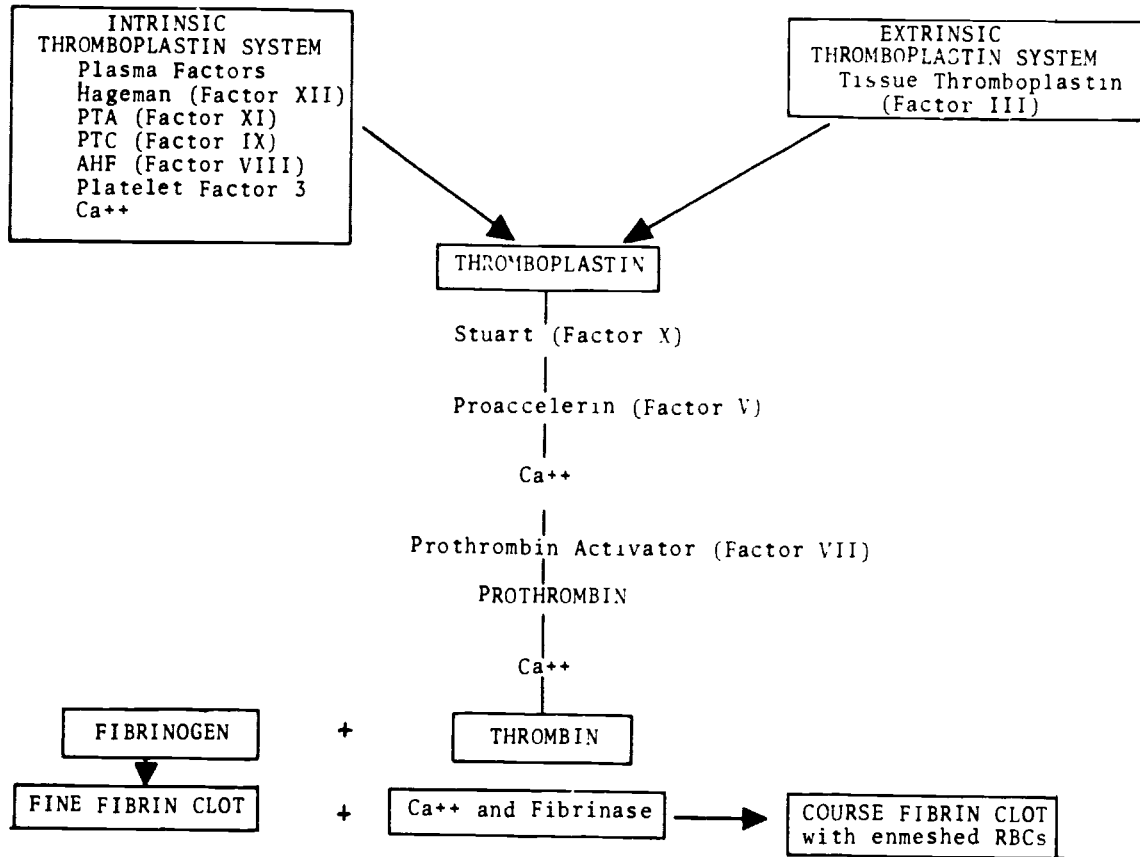 INTRINSIC
THROMBOPLASTIN SYSTEM
Plasma Factors
Hageman (Factor XII)
PTA (Factor XI)
PTC (Factor IX)
AHF (Factor VIII)
Platelet Factor 3
Ca++
EXTRINSIC
THROMBOPLASTIN SYSTEM
Tissue Thromboplastin
(Factor III)
THROMBOPLASTIN
Stuart (Factor X)
Proaccelerin (Factor V)
Ca++
Prothrombin Activator (Factor VII)
PROTHROMBIN
Ca++
FIBRINOGEN + THROMBIN
FINE FIBRIN CLOT + Ca++ and Fibrinase
COURSE FIBRIN CLOT
with enmeshed RBCs